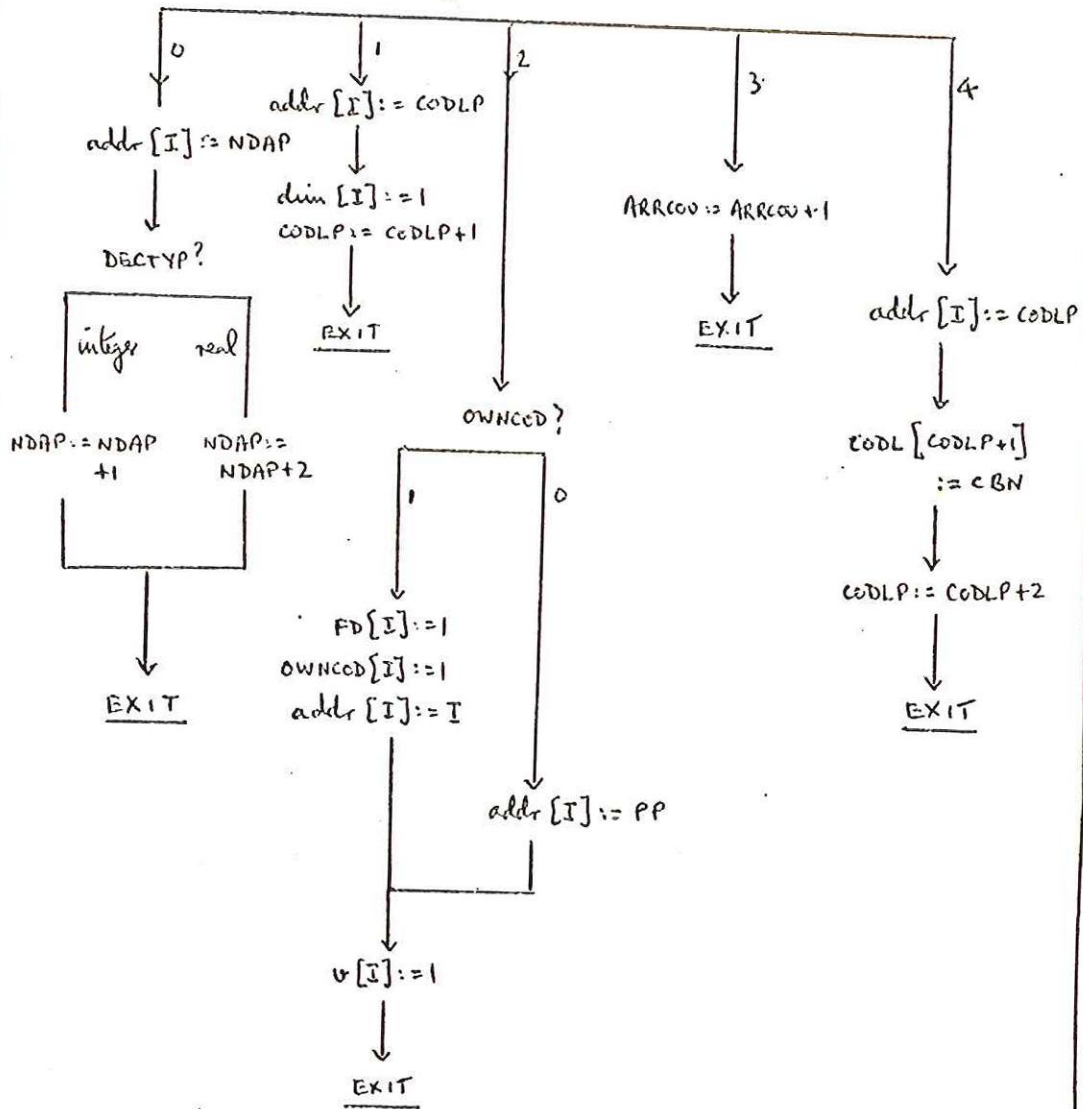 0
addr [I] := NDAP
DECTYP?
integer real
NDAP := NDAP
+1
NDAP :=
NDAP+2
EXIT
1
addr [I] := CODLP
dim [I] := 1
CODLP := CODLP+1
EXIT
2
OWNCOD?
1
FD[I] := 1
OWNCOD[I] := 1
addr [I] := I
0
addr [I] := PP
v[I] := 1
EXIT
3
ARRCOU := ARRCOU+1
EXIT
4
addr [I] := CODLP
CODL [CODLP+1]
:= CBN
CODLP := CODLP+2
EXIT